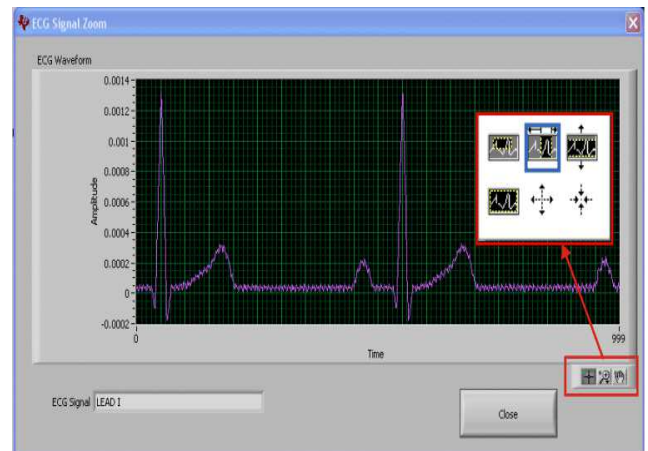 ECG Signal Zoom
ECG Waveform
0.0014
0.0012
0.001
0.0008
0.0006
0.0004
0.0002
0
-0.0002
Amplitude
0
999
Time
ECG Signal LEAD I
Close